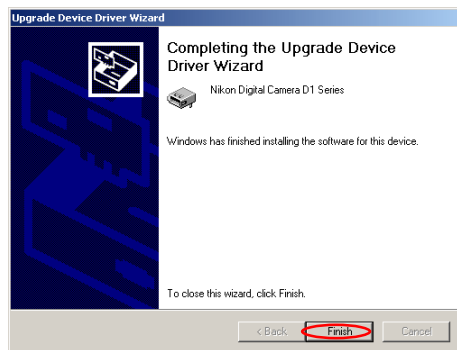 Upgrade Device Driver Wizard
Completing the Upgrade Device
Driver Wizard
Nikon Digital Camera D1 Series
Windows has finished installing the software for this device.
To close this wizard, click Finish.
< Back
Finish
Cancel